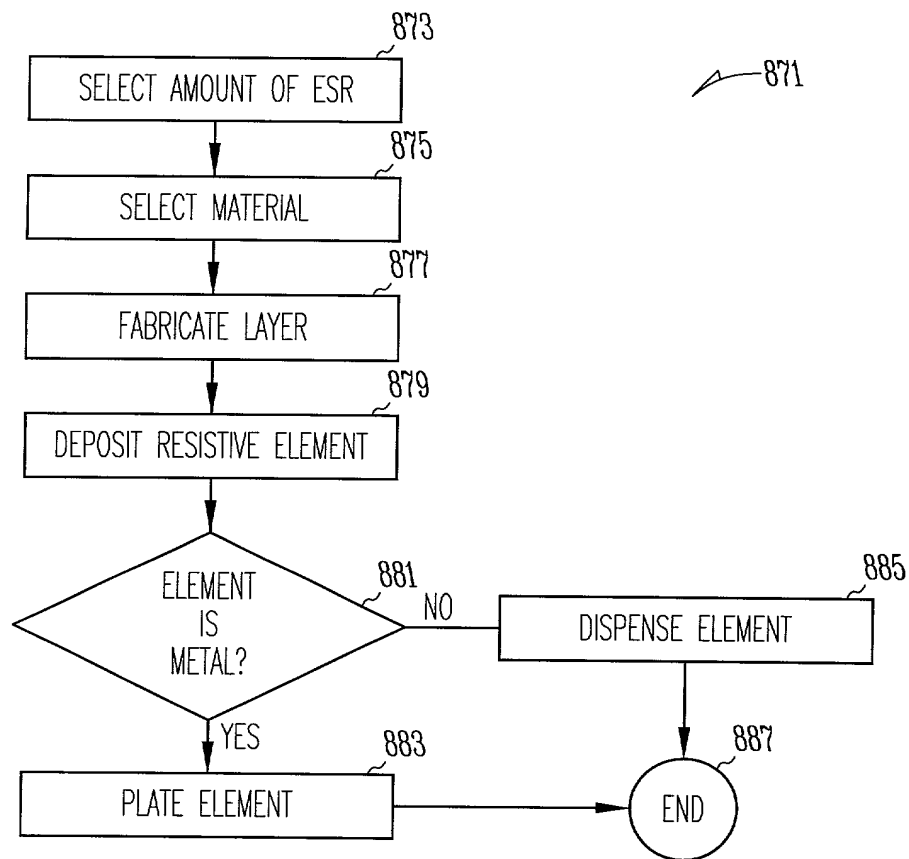 873
SELECT AMOUNT OF ESR
871
875
SELECT MATERIAL
877
FABRICATE LAYER
879
DEPOSIT RESISTIVE ELEMENT
881
ELEMENT
IS
METAL?
NO
885
DISPENSE ELEMENT
YES
883
PLATE ELEMENT
887
END